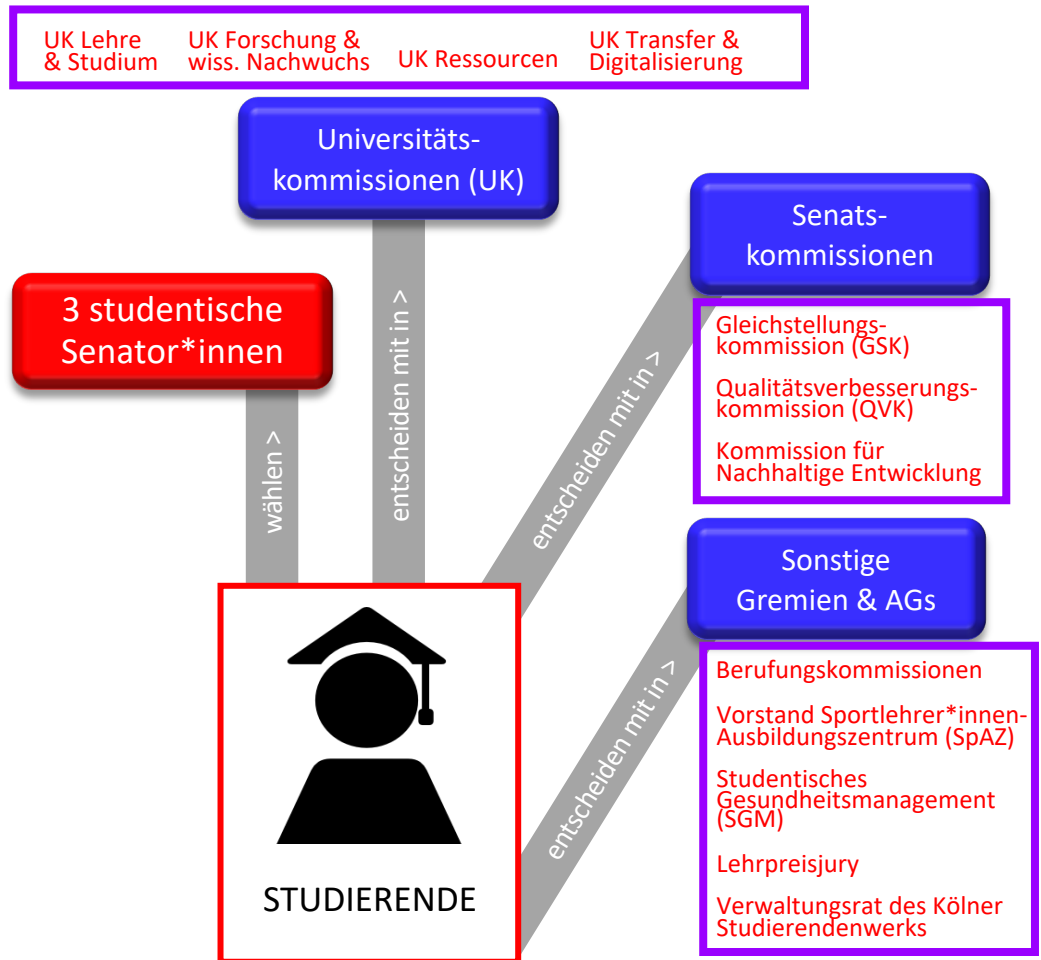 UK Lehre
& Studium
UK Forschung &
wiss. Nachwuchs
UK Ressourcen
UK Transfer &
Digitalisierung
Universitäts-
kommissionen (UK)
Senats-
kommissionen
3 studentische
Senator*innen
Gleichstellungs-
kommission (GSK)
Qualitätsverbesserungs-
kommission (QVK)
Kommission für
Nachhaltige Entwicklung
wählen >
entscheiden mit in >
entscheiden mit in >
entscheiden mit in >
Sonstige
Gremien & AGs
Berufungskommissionen
Vorstand Sportlehrer*innen-
Ausbildungszentrum (SpAZ)
Studentisches
Gesundheitsmanagement
(SGM)
Lehrpreisjury
Verwaltungsrat des Kölner
Studierendenwerks
STUDIERENDE